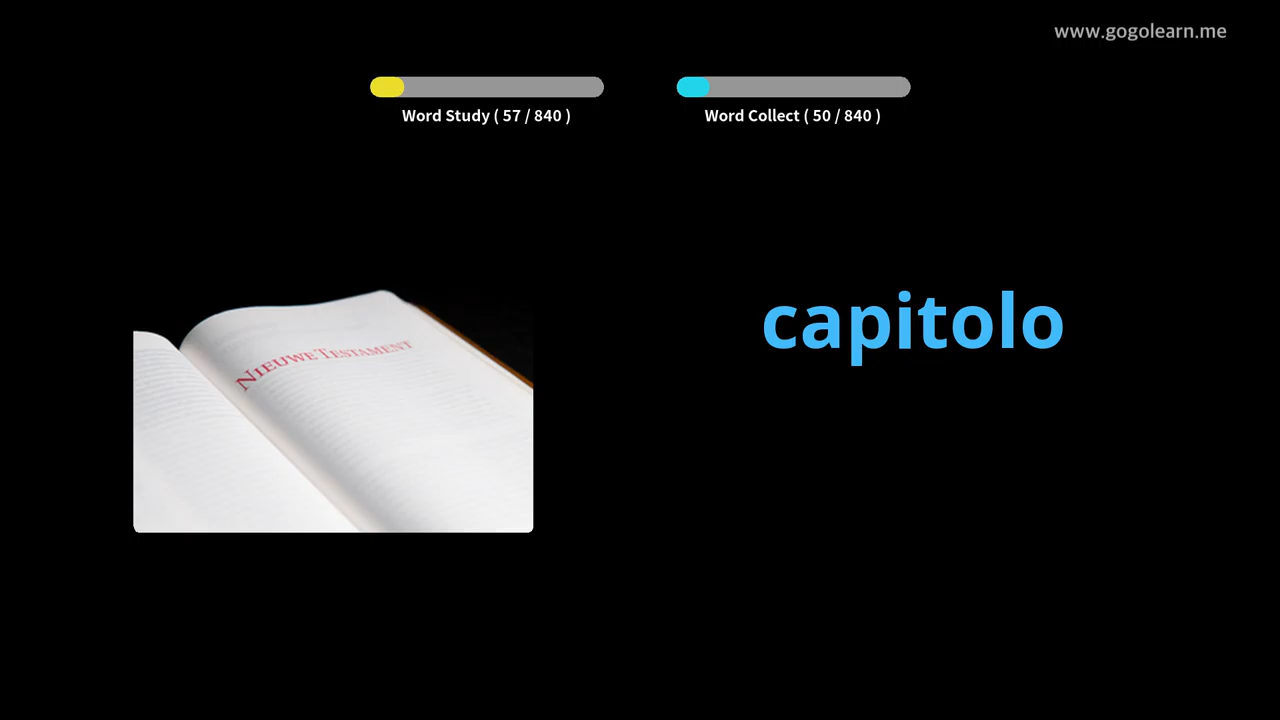 www.gogolearn.me
Word Study ( 57 / 840 )
Word Collect ( 50 / 840 )
capitolo
NIEUWE TESTAMENT